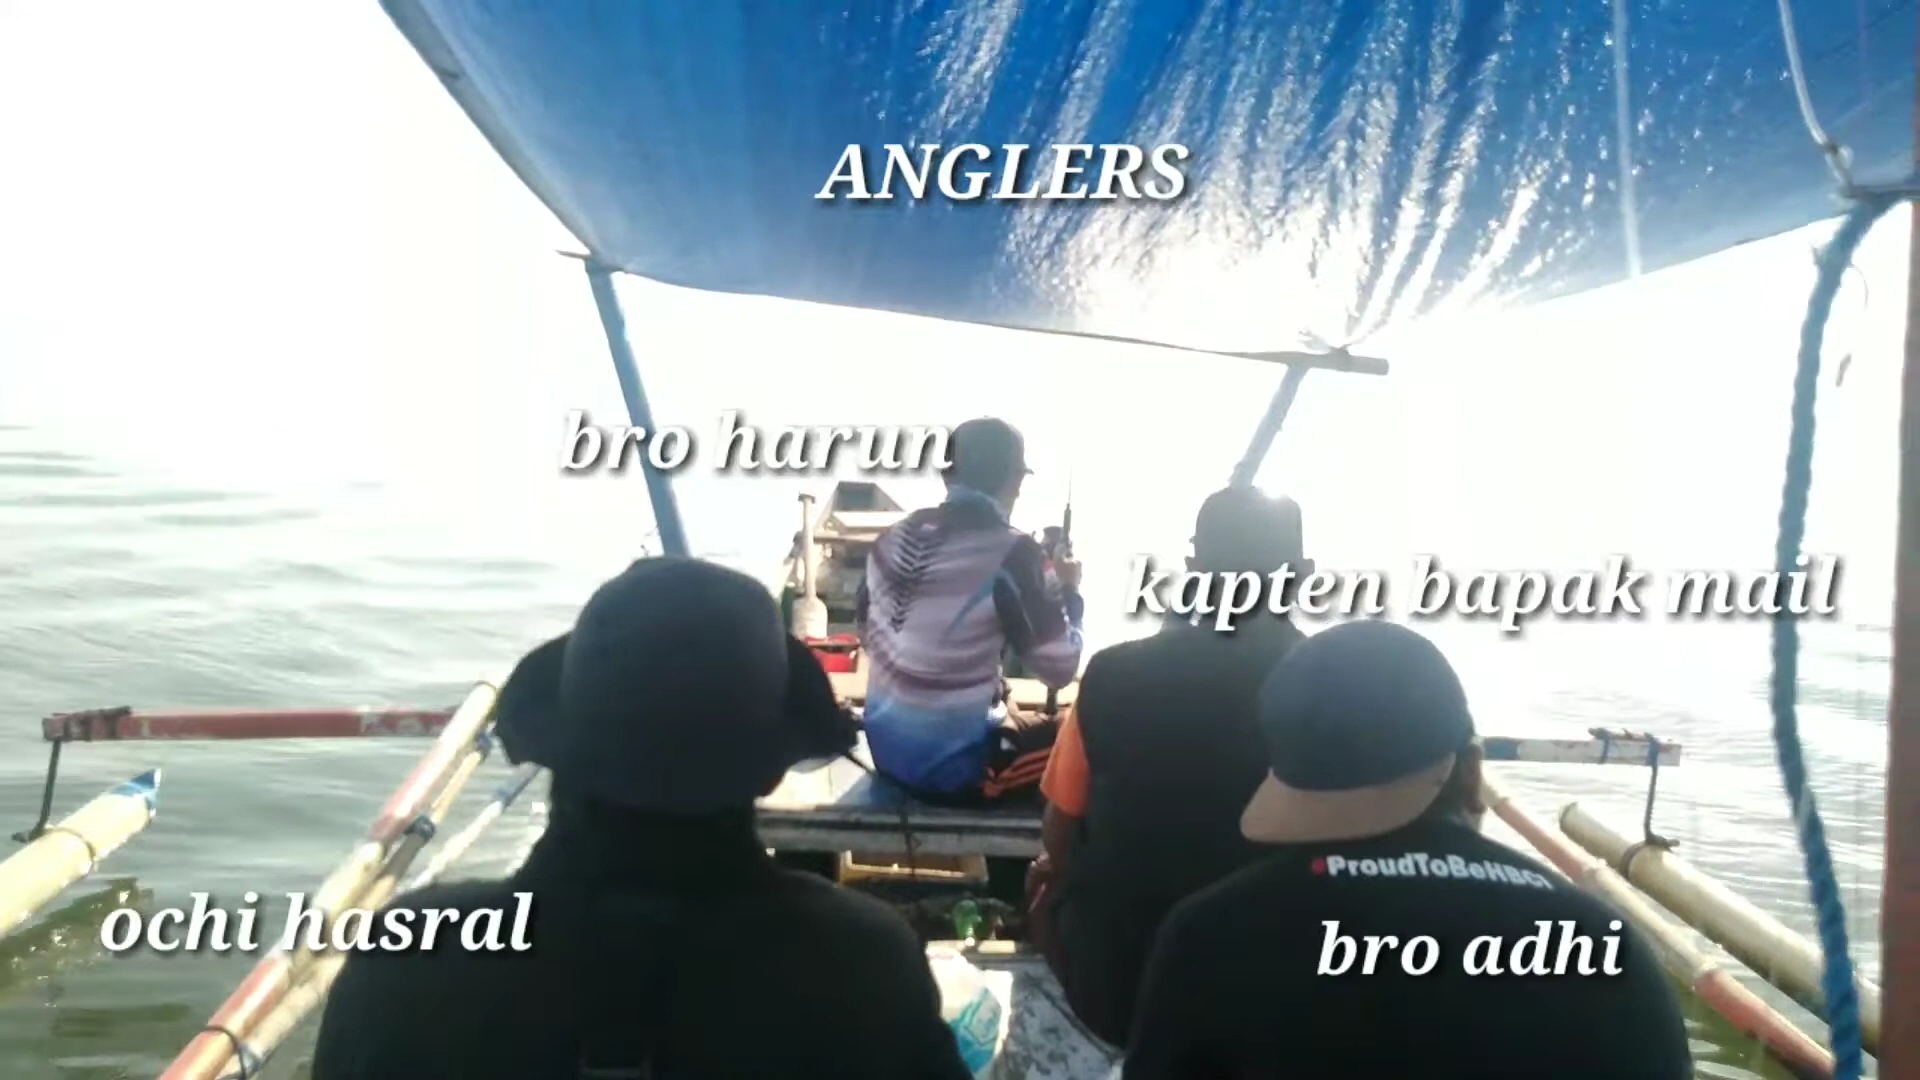 ANGLERS
bro harun
kapten bapak mail
#ProudToBeHBCI
ochi hasral
bro adhi